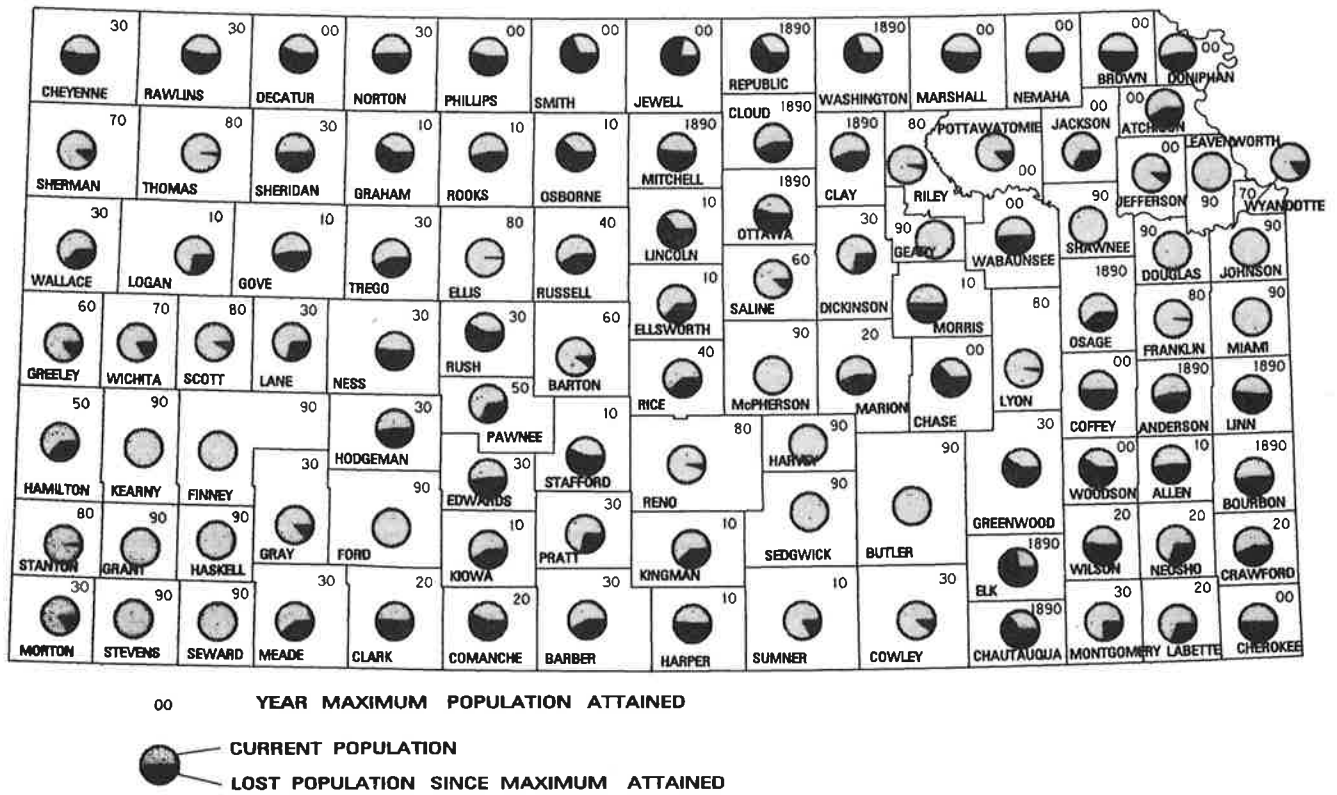 30 30 00 30 00 00 00 1890 1890 00 00 00 00
CHEYENNE RAWLINS DECATUR NORTON PHILLIPS SMITH JEWELL REPUBLIC WASHINGTON MARSHALL NEMAHA BROWN DONIPHAN
70 80 30 10 10 10 1890 CLOUD 1890 1890 80 POTTAWATOMIE 00 JACKSON 00 ATCHISON LEAVENWORTH
SHERMAN THOMAS SHERIDAN GRAHAM ROOKS OSBORNE MITCHELL CLAY RILEY 00 00 JEFFERSON 90 70 WYANDOTTE
30 10 10 30 80 40 10 1890 30 90 00 90 90 90
WALLACE LOGAN GOVE TREGO ELLIS RUSSELL LINCOLN OTTAWA DICKINSON GEARY WABAUNSEE SHAWNEE DOUGLAS JOHNSON
10 60 10 1890 80 90
ELLSWORTH SALINE MORRIS OSAGE FRANKLIN MIAMI
60 70 80 30 30 30 60 40 90 20 00 80 00 1890 1890
GREELEY WICHITA SCOTT LANE NESS RUSH BARTON RICE McPHERSON MARION CHASE LYON COFFEY ANDERSON LINN
50 90 90 30 50 10 80 90 90 30 00 10 1890
HAMILTON KEARNY FINNEY HODGEMAN PAWNEE STAFFORD RENO HARVEY WOODSON ALLEN BOURBON
80 90 90 30 90 30 30 10 90 20 20 20
STANTON GRANT HASKELL GRAY FORD EDWARDS PRATT KINGMAN SEDGWICK BUTLER GREENWOOD WILSON NEOSHO CRAWFORD
10 1890
KIOWA ELK
30 90 90 30 20 20 30 10 10 30 1890 30 20 00
MORTON STEVENS SEWARD MEADE CLARK COMANCHE BARBER HARPER SUMNER COWLEY CHAUTAUQUA MONTGOMERY LABETTE CHEROKEE
00 YEAR MAXIMUM POPULATION ATTAINED
CURRENT POPULATION
LOST POPULATION SINCE MAXIMUM ATTAINED